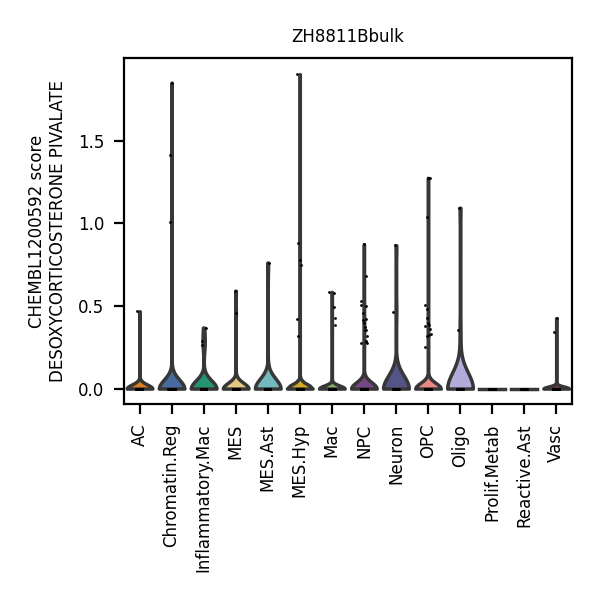 ZH8811Bbulk
CHEMBL1200592 score
DESOXYCORTICOSTERONE PIVALATE
1.5
1.0
0.5
0.0
AC
Chromatin.Reg
Inflammatory.Mac
MES
MES.Ast
MES.Hyp
Mac
NPC
Neuron
OPC
Oligo
Prolif.Metab
Reactive.Ast
Vasc